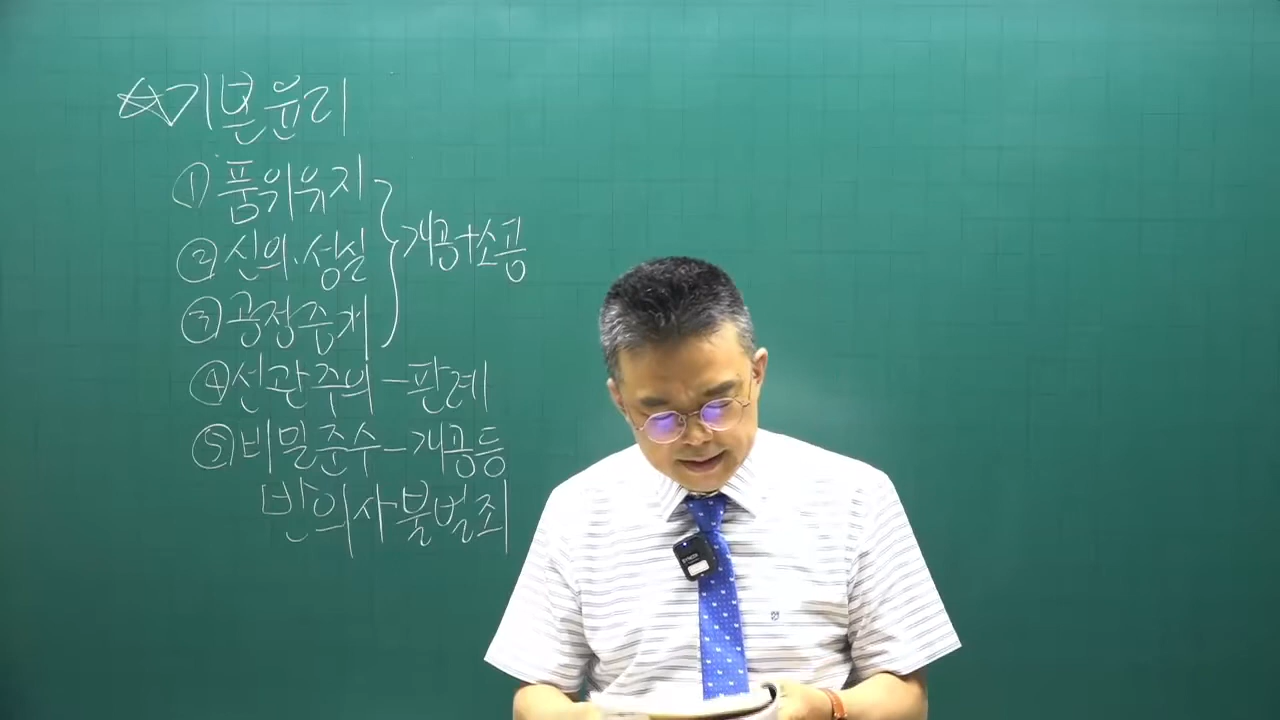 ☆기본윤리
① 품위유지
② 신의·성실
③ 공정중개
} 개공+소공
④ 선관주의 - 판례
⑤ 비밀준수 - 개공등
반의사불벌죄